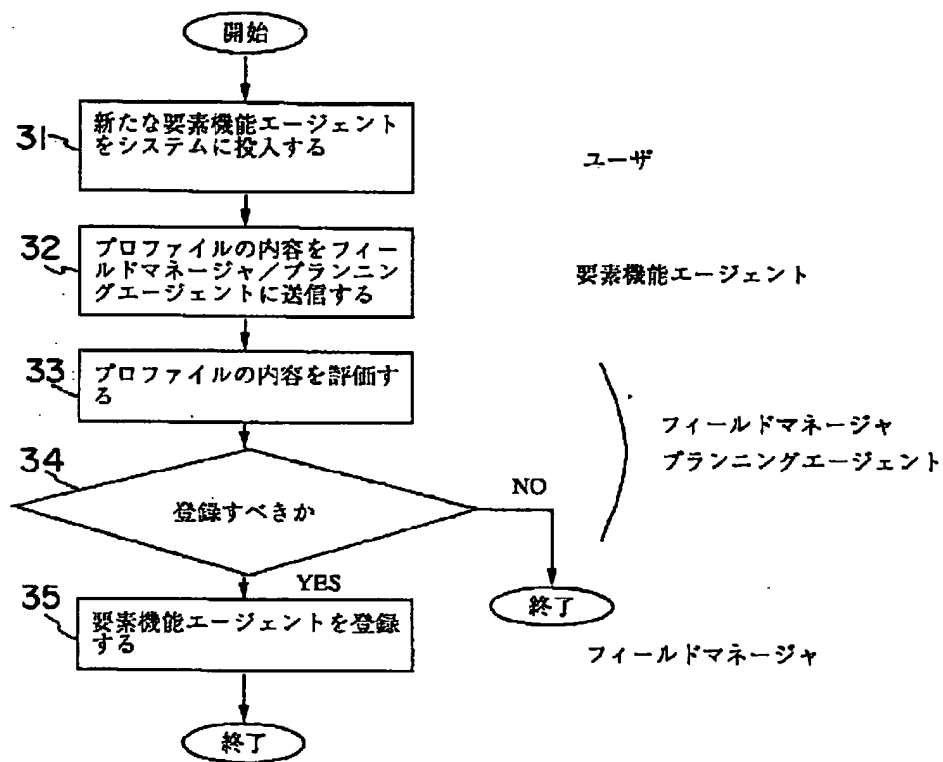 開始
31
新たな要素機能エージェント
をシステムに投入する
ユーザ
32
プロファイルの内容をフィー
ルドマネージャ/プランニン
グエージェントに送信する
要素機能エージェント
33
プロファイルの内容を評価す
る
フィールドマネージャ
プランニングエージェント
34
登録すべきか
NO
YES
終了
35
要素機能エージェントを登録
する
フィールドマネージャ
終了